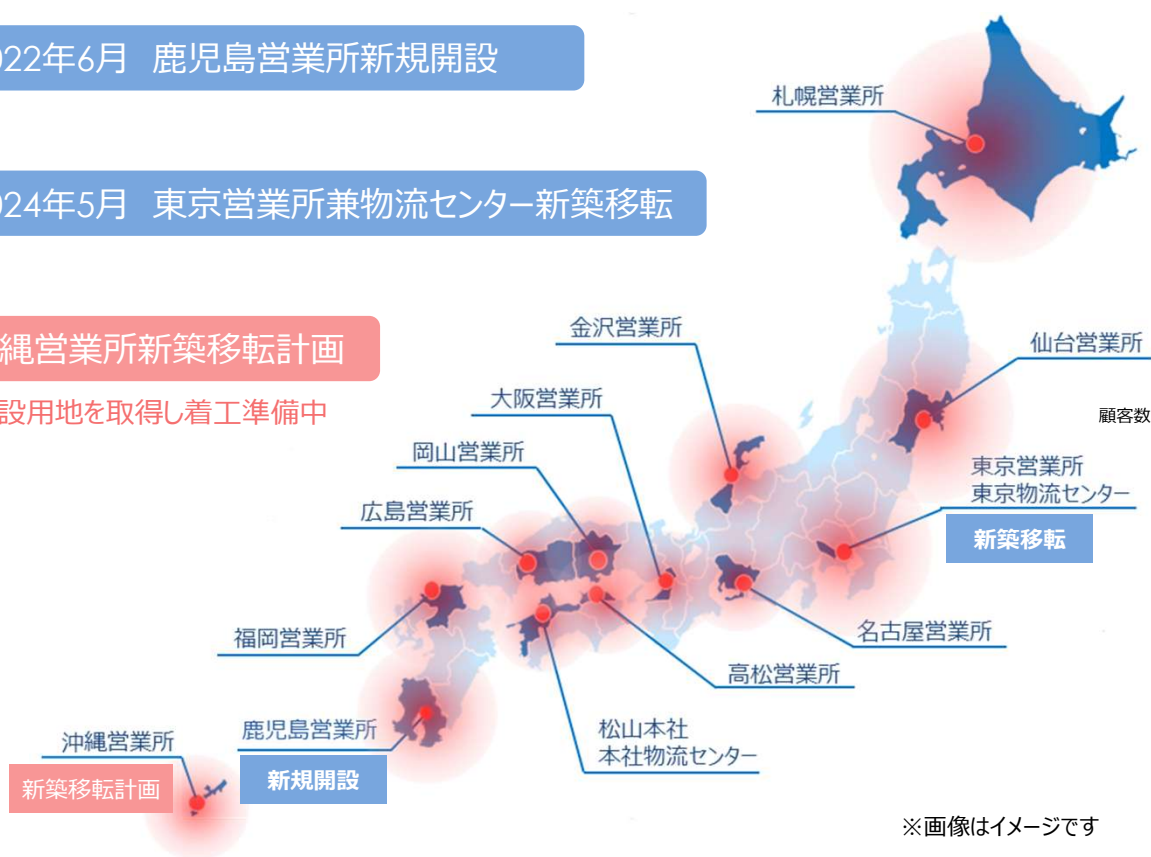 022年6月 鹿児島営業所新規開設
024年5月 東京営業所兼物流センター新築移転
縄営業所新築移転計画
設用地を取得し着工準備中
札幌営業所
金沢営業所
仙台営業所
大阪営業所
顧客数
岡山営業所
東京営業所
東京物流センター
広島営業所
新築移転
福岡営業所
名古屋営業所
高松営業所
鹿児島営業所
新規開設
松山本社
本社物流センター
沖縄営業所
新築移転計画
※画像はイメージです